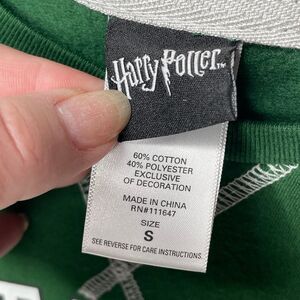 Harry Potter™
60% COTTON
40% POLYESTER
EXCLUSIVE
OF DECORATION
MADE IN CHINA
RN#111647
SIZE
S
SEE REVERSE FOR CARE INSTRUCTIONS